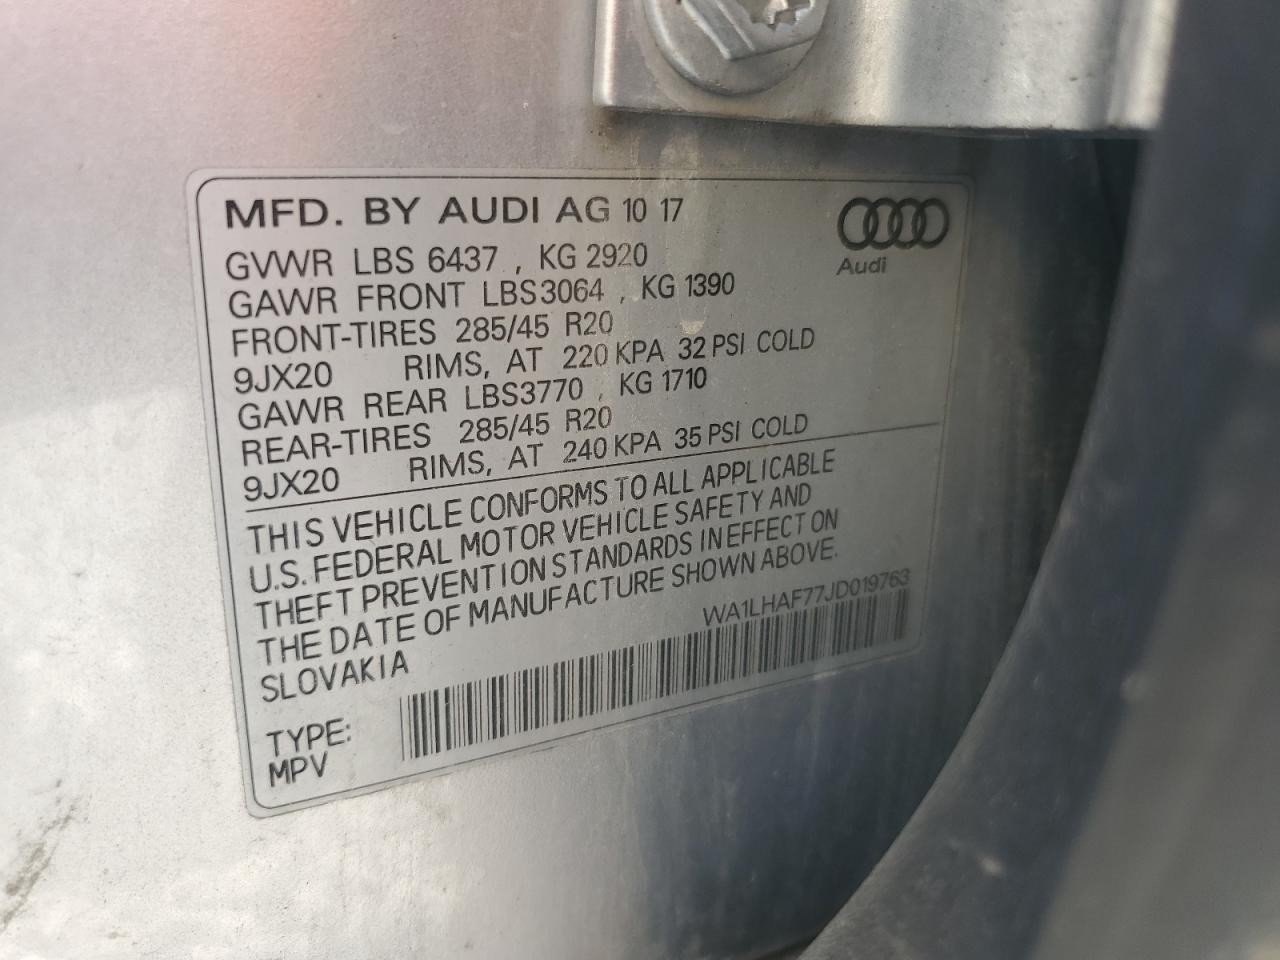 MFD. BY AUDI AG 10 17
Audi
GVWR LBS 6437 , KG 2920
GAWR FRONT LBS3064 , KG 1390
FRONT-TIRES 285/45 R20
9JX20 RIMS, AT 220 KPA 32 PSI COLD
GAWR REAR LBS3770 , KG 1710
REAR-TIRES 285/45 R20
9JX20 RIMS, AT 240 KPA 35 PSI COLD
THIS VEHICLE CONFORMS TO ALL APPLICABLE
U.S. FEDERAL MOTOR VEHICLE SAFETY AND
THEFT PREVENTION STANDARDS IN EFFECT ON
THE DATE OF MANUFACTURE SHOWN ABOVE.
SLOVAKIA
WA1LHAF77JD019763
TYPE:
MPV